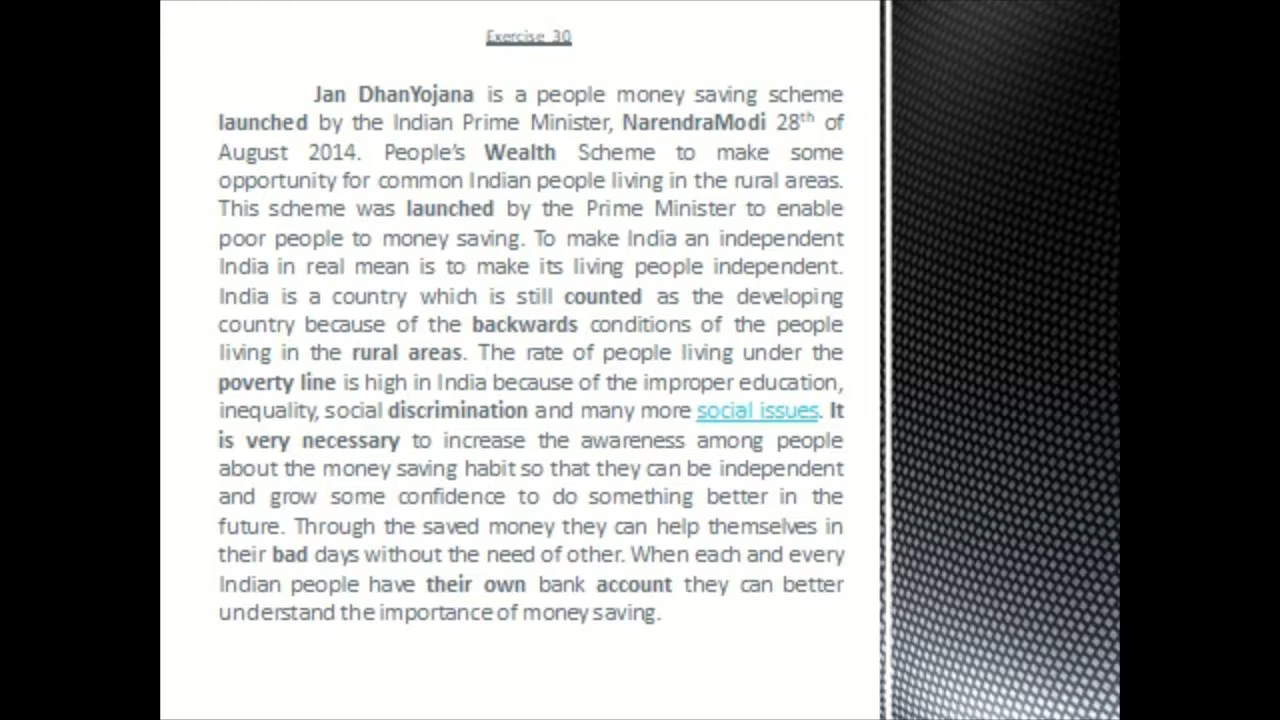 Exercise 30
Jan DhanYojana is a people money saving scheme
launched by the Indian Prime Minister, NarendraModi 28th of
August 2014. People's Wealth Scheme to make some
opportunity for common Indian people living in the rural areas.
This scheme was launched by the Prime Minister to enable
poor people to money saving. To make India an independent
India in real mean is to make its living people independent.
India is a country which is still counted as the developing
country because of the backwards conditions of the people
living in the rural areas. The rate of people living under the
poverty line is high in India because of the improper education,
inequality, social discrimination and many more social issues. It
is very necessary to increase the awareness among people
about the money saving habit so that they can be independent
and grow some confidence to do something better in the
future. Through the saved money they can help themselves in
their bad days without the need of other. When each and every
Indian people have their own bank account they can better
understand the importance of money saving.